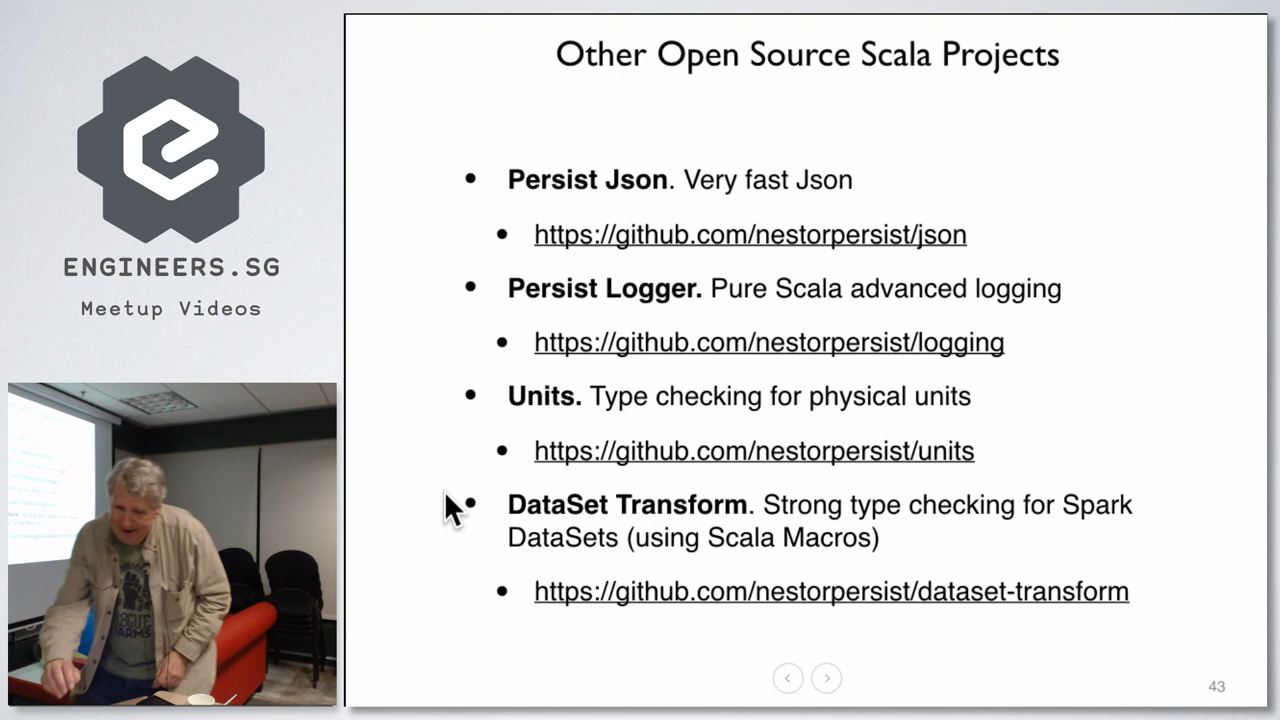 ENGINEERS.SG
Meetup Videos
Other Open Source Scala Projects
Persist Json. Very fast Json
https://github.com/nestorpersist/json
Persist Logger. Pure Scala advanced logging
https://github.com/nestorpersist/logging
Units. Type checking for physical units
https://github.com/nestorpersist/units
DataSet Transform. Strong type checking for Spark
DataSets (using Scala Macros)
https://github.com/nestorpersist/dataset-transform
43